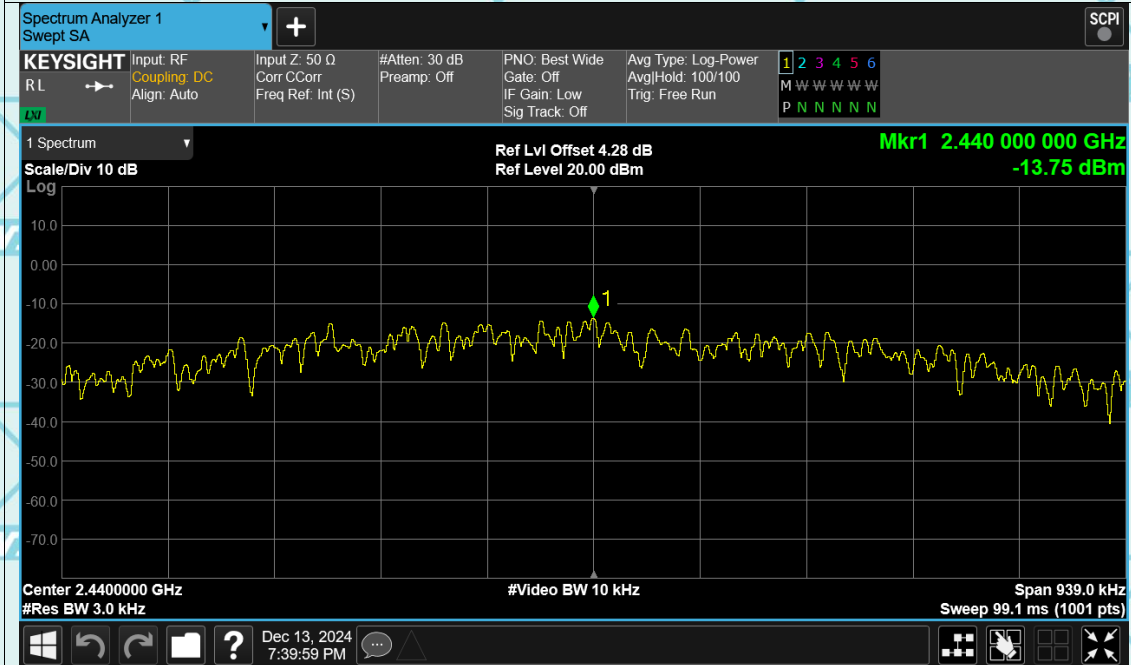 Spectrum Analyzer 1
Swept SA
+
SCPI
KEYSIGHT
R L
LXI
Input: RF
Coupling: DC
Align: Auto
Input Z: 50 Ω
Corr CCorr
Freq Ref: Int (S)
#Atten: 30 dB
Preamp: Off
PNO: Best Wide
Gate: Off
IF Gain: Low
Sig Track: Off
Avg Type: Log-Power
Avg|Hold: 100/100
Trig: Free Run
1 2 3 4 5 6
M W W W W W
P N N N N N
1 Spectrum
Scale/Div 10 dB
Log
Ref Lvl Offset 4.28 dB
Ref Level 20.00 dBm
Mkr1 2.440 000 000 GHz
-13.75 dBm
10.0
0.00
-10.0
-20.0
-30.0
-40.0
-50.0
-60.0
-70.0
1
Center 2.4400000 GHz
#Res BW 3.0 kHz
#Video BW 10 kHz
Span 939.0 kHz
Sweep 99.1 ms (1001 pts)
?
Dec 13, 2024
7:39:59 PM